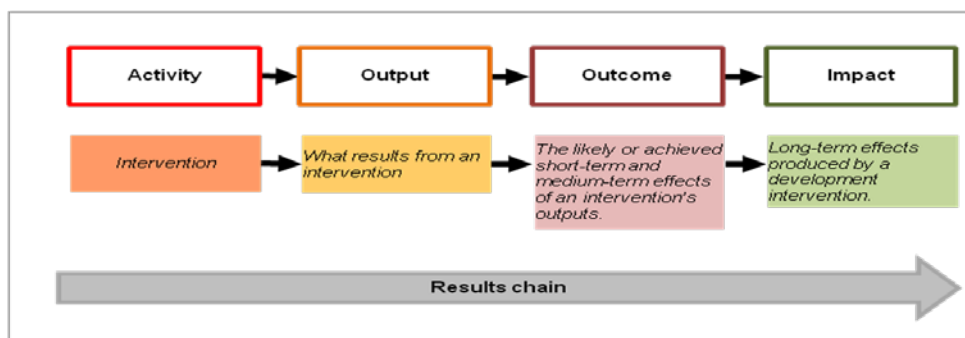 Activity
Output
Outcome
Impact
Intervention
What results from an
intervention
The likely or achieved
short-term and
medium-term effects
of an intervention's
outputs.
Long-term effects
produced by a
development
intervention.
Results chain